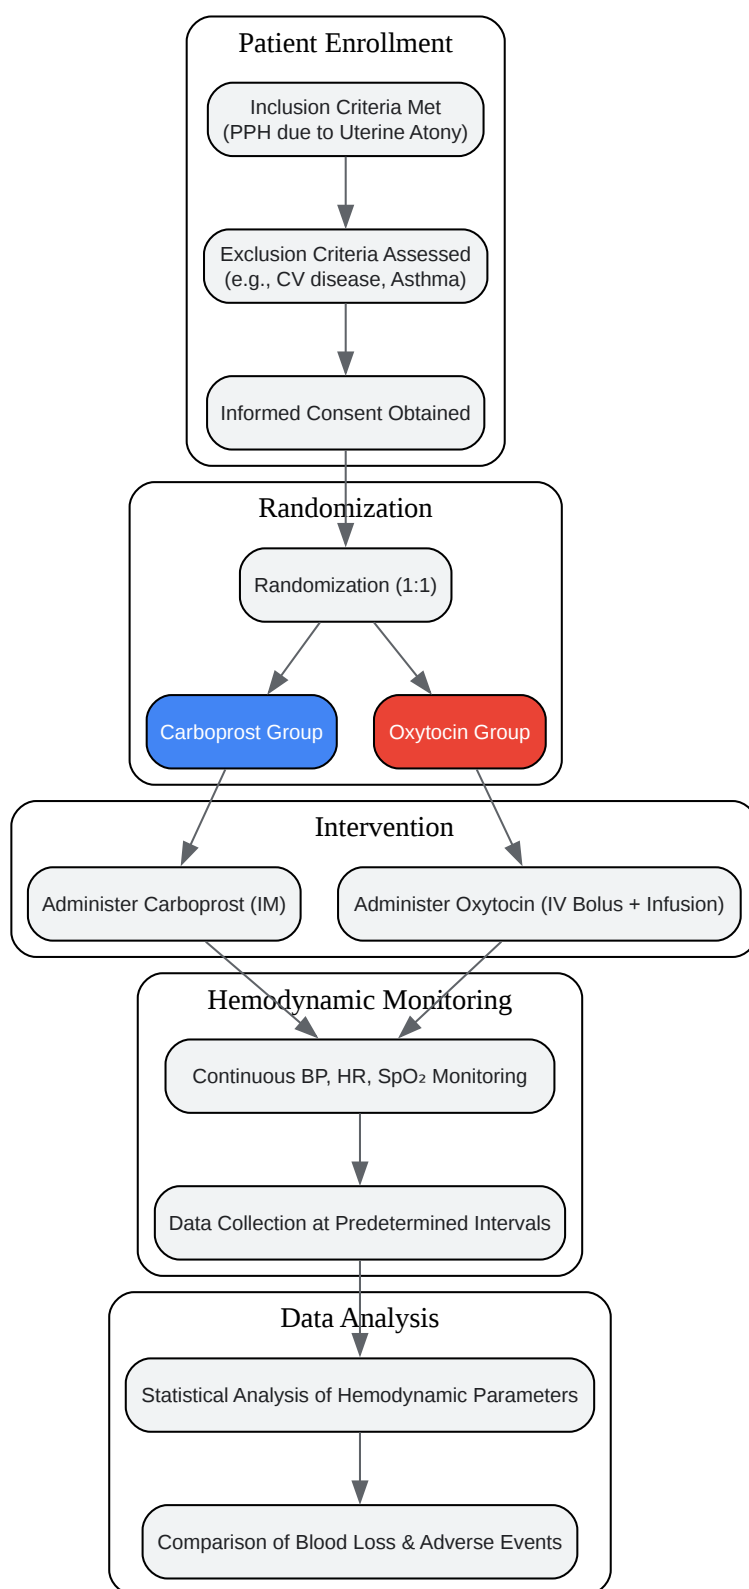 Patient Enrollment
Inclusion Criteria Met
(PPH due to Uterine Atony)
Exclusion Criteria Assessed
(e.g., CV disease, Asthma)
Informed Consent Obtained
Randomization
Randomization (1:1)
Carboprost Group
Oxytocin Group
Intervention
Administer Carboprost (IM)
Administer Oxytocin (IV Bolus + Infusion)
Hemodynamic Monitoring
Continuous BP, HR, SpO₂ Monitoring
Data Collection at Predetermined Intervals
Data Analysis
Statistical Analysis of Hemodynamic Parameters
Comparison of Blood Loss & Adverse Events